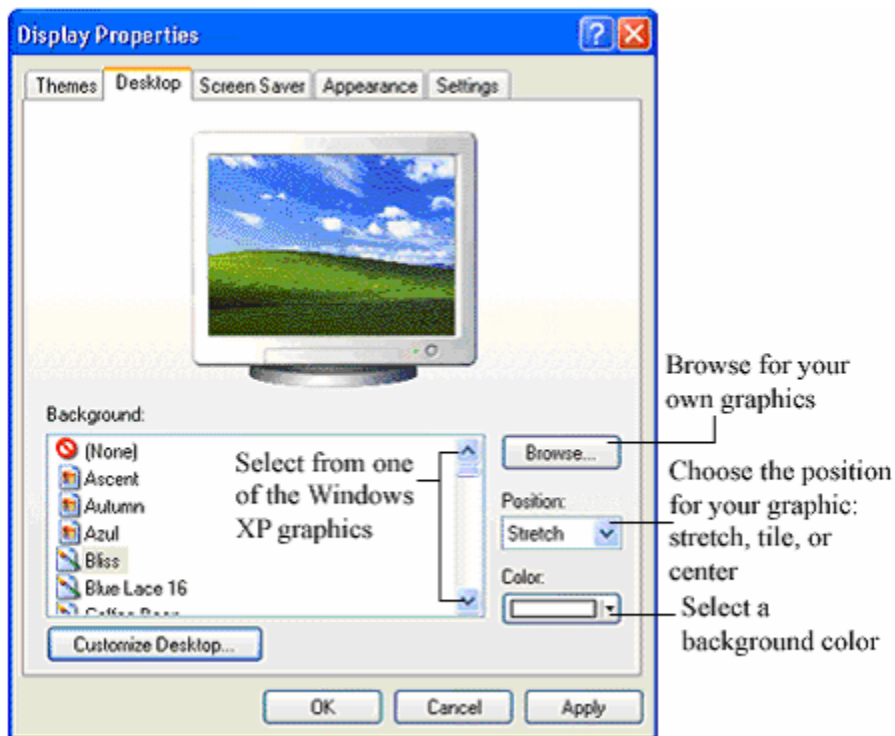 Display Properties
Themes Desktop Screen Saver Appearance Settings
Background:
(None)
Ascent
Autumn
Azul
Bliss
Blue Lace 16
Select from one
of the Windows
XP graphics
Browse...
Position:
Stretch
Color:
Customize Desktop...
OK Cancel Apply
Browse for your
own graphics
Choose the position
for your graphic:
stretch, tile, or
center
Select a
background color